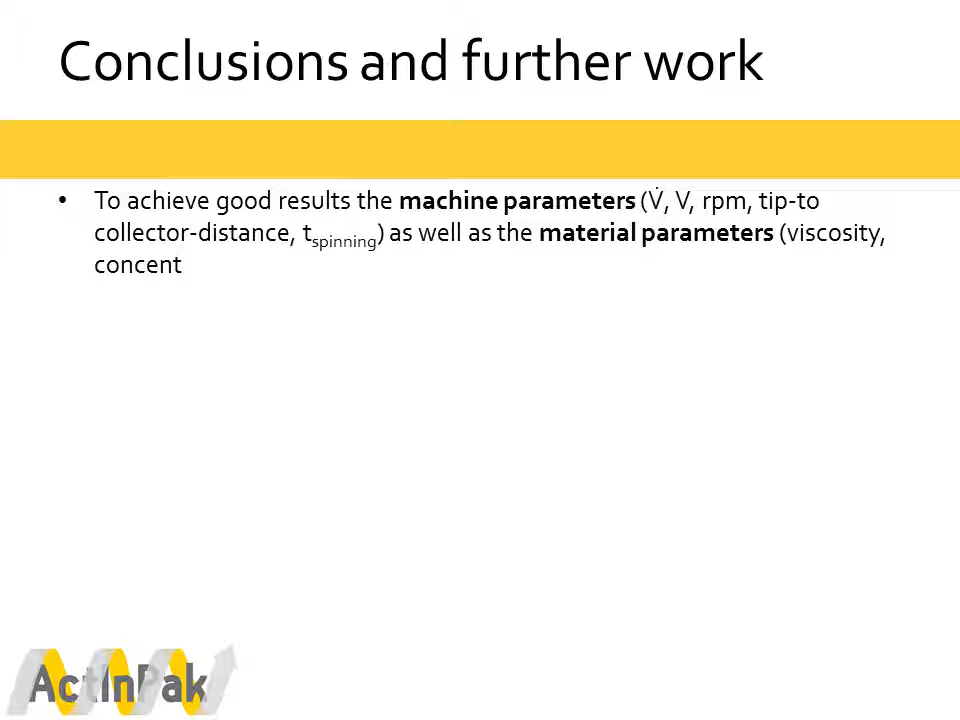 Conclusions and further work
• To achieve good results the machine parameters (V̇, V, rpm, tip-to
collector-distance, tspinning) as well as the material parameters (viscosity,
concent
ActInPak